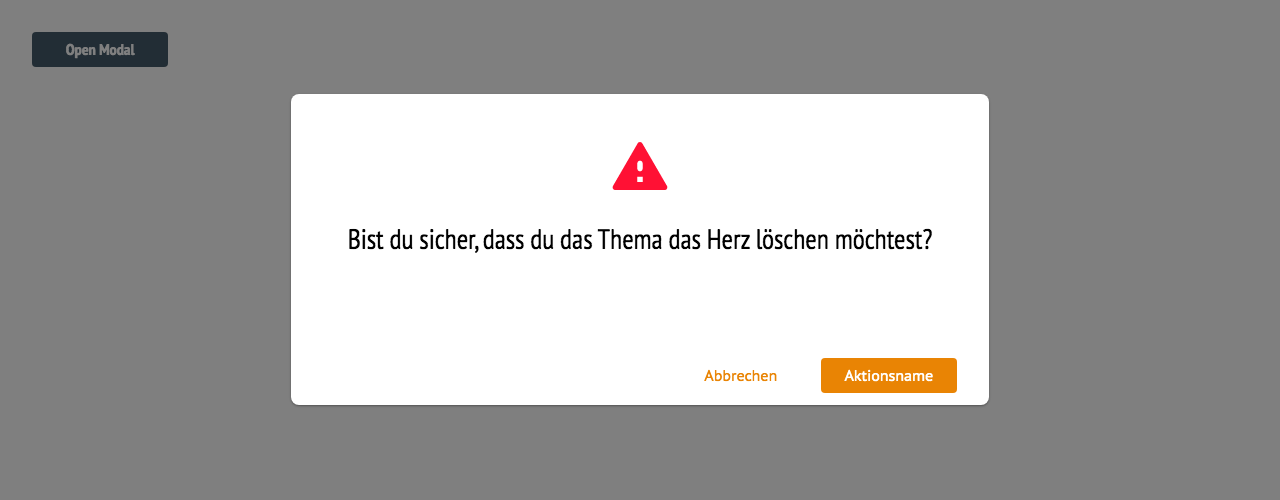 Open Modal
Bist du sicher, dass du das Thema das Herz löschen möchtest?
Abbrechen
Aktionsname